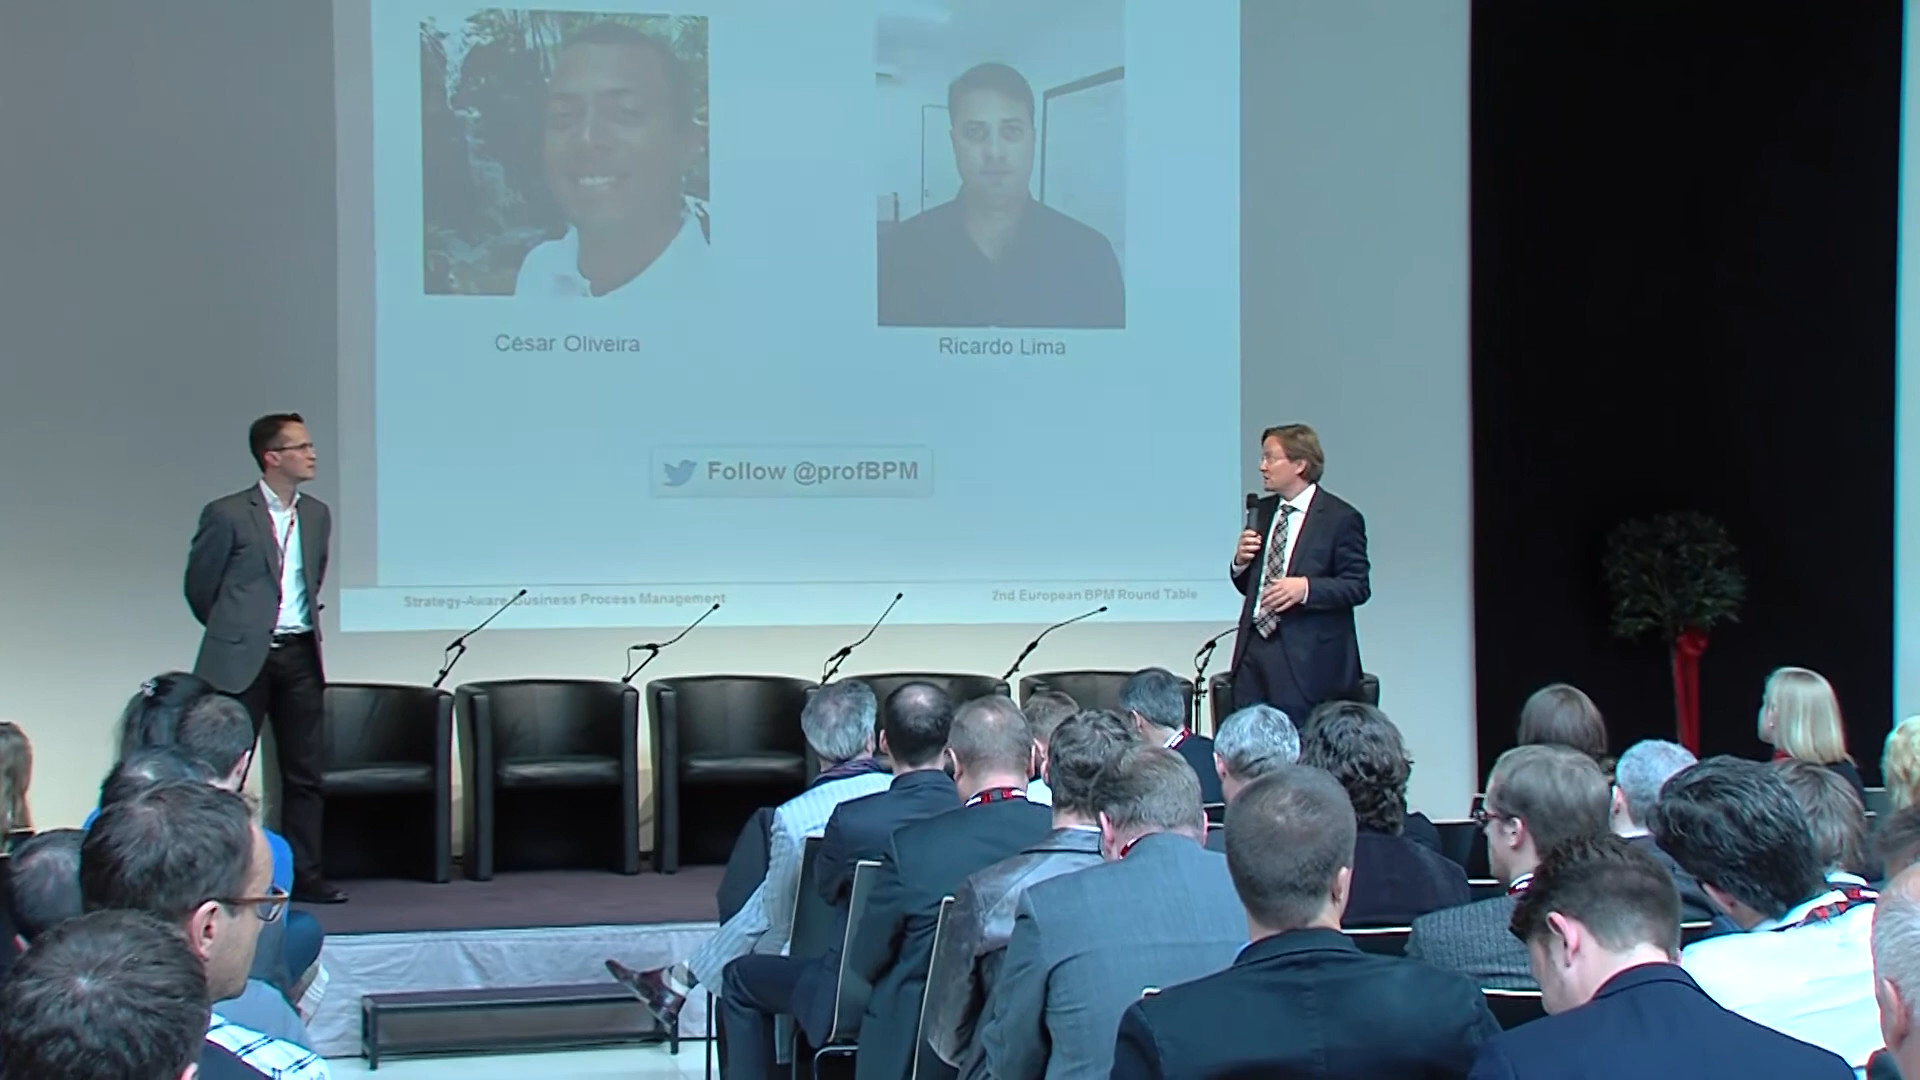 César Oliveira
Ricardo Lima
Follow @profBPM
Strategy-Aware Business Process Management
2nd European BPM Round Table